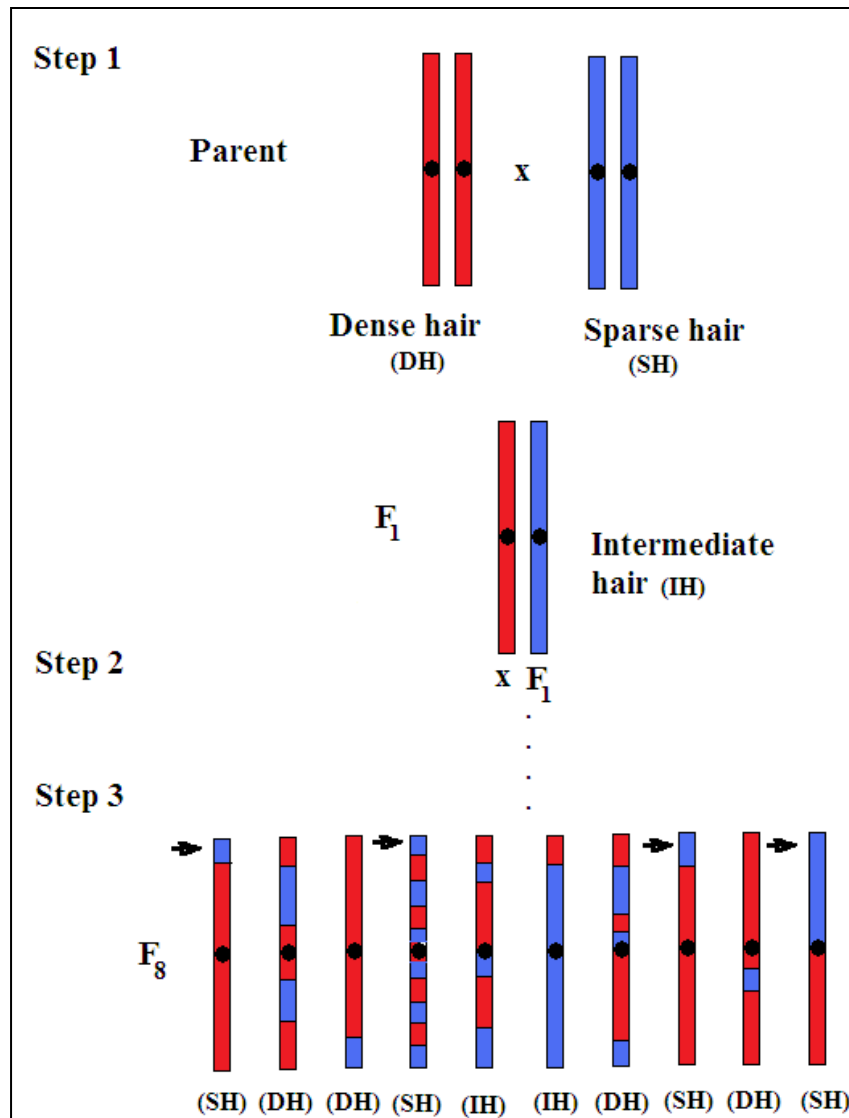 Step 1
Parent
x
Dense hair
(DH)
Sparse hair
(SH)
F1
Intermediate
hair (IH)
Step 2
x F1
Step 3
F8
(SH) (DH) (DH) (SH) (IH) (IH) (DH) (SH) (DH) (SH)